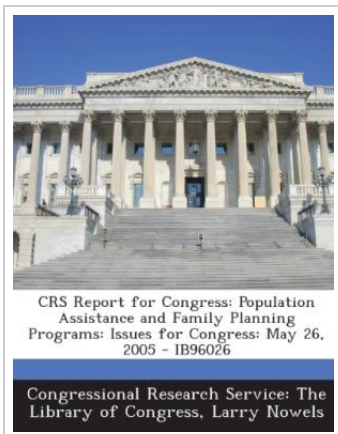 CRS Report for Congress: Population
Assistance and Family Planning
Programs: Issues for Congress: May 26,
2005 - IB96026
Congressional Research Service: The
Library of Congress, Larry Nowels